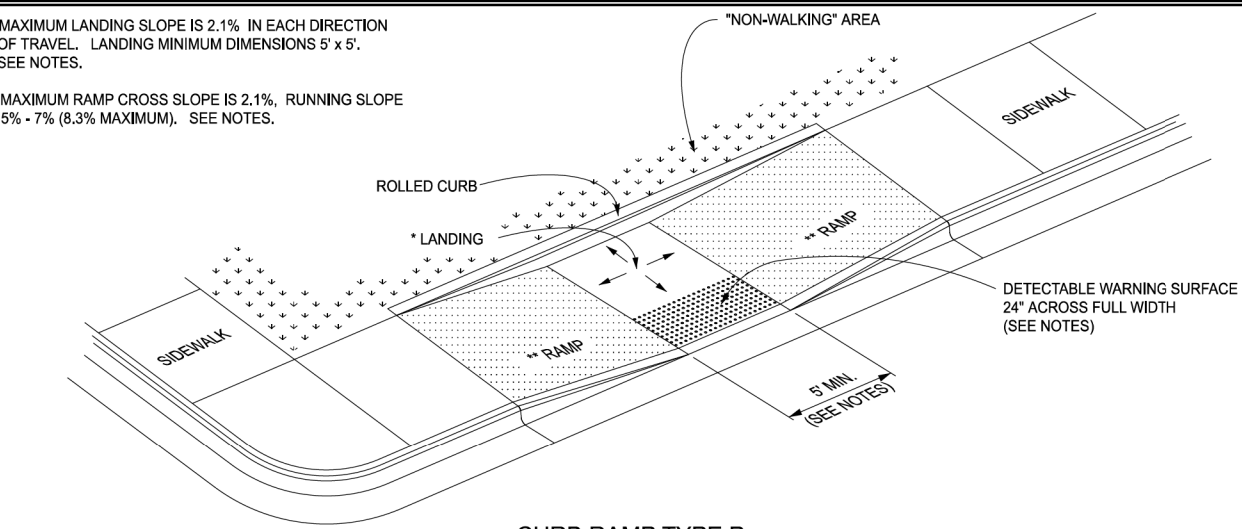 MAXIMUM LANDING SLOPE IS 2.1% IN EACH DIRECTION
OF TRAVEL. LANDING MINIMUM DIMENSIONS 5' x 5'.
SEE NOTES.
MAXIMUM RAMP CROSS SLOPE IS 2.1%, RUNNING SLOPE
5% - 7% (8.3% MAXIMUM). SEE NOTES.
"NON-WALKING" AREA
SIDEWALK
ROLLED CURB
* LANDING
** RAMP
DETECTABLE WARNING SURFACE
24" ACROSS FULL WIDTH
(SEE NOTES)
SIDEWALK
** RAMP
5' MIN.
(SEE NOTES)